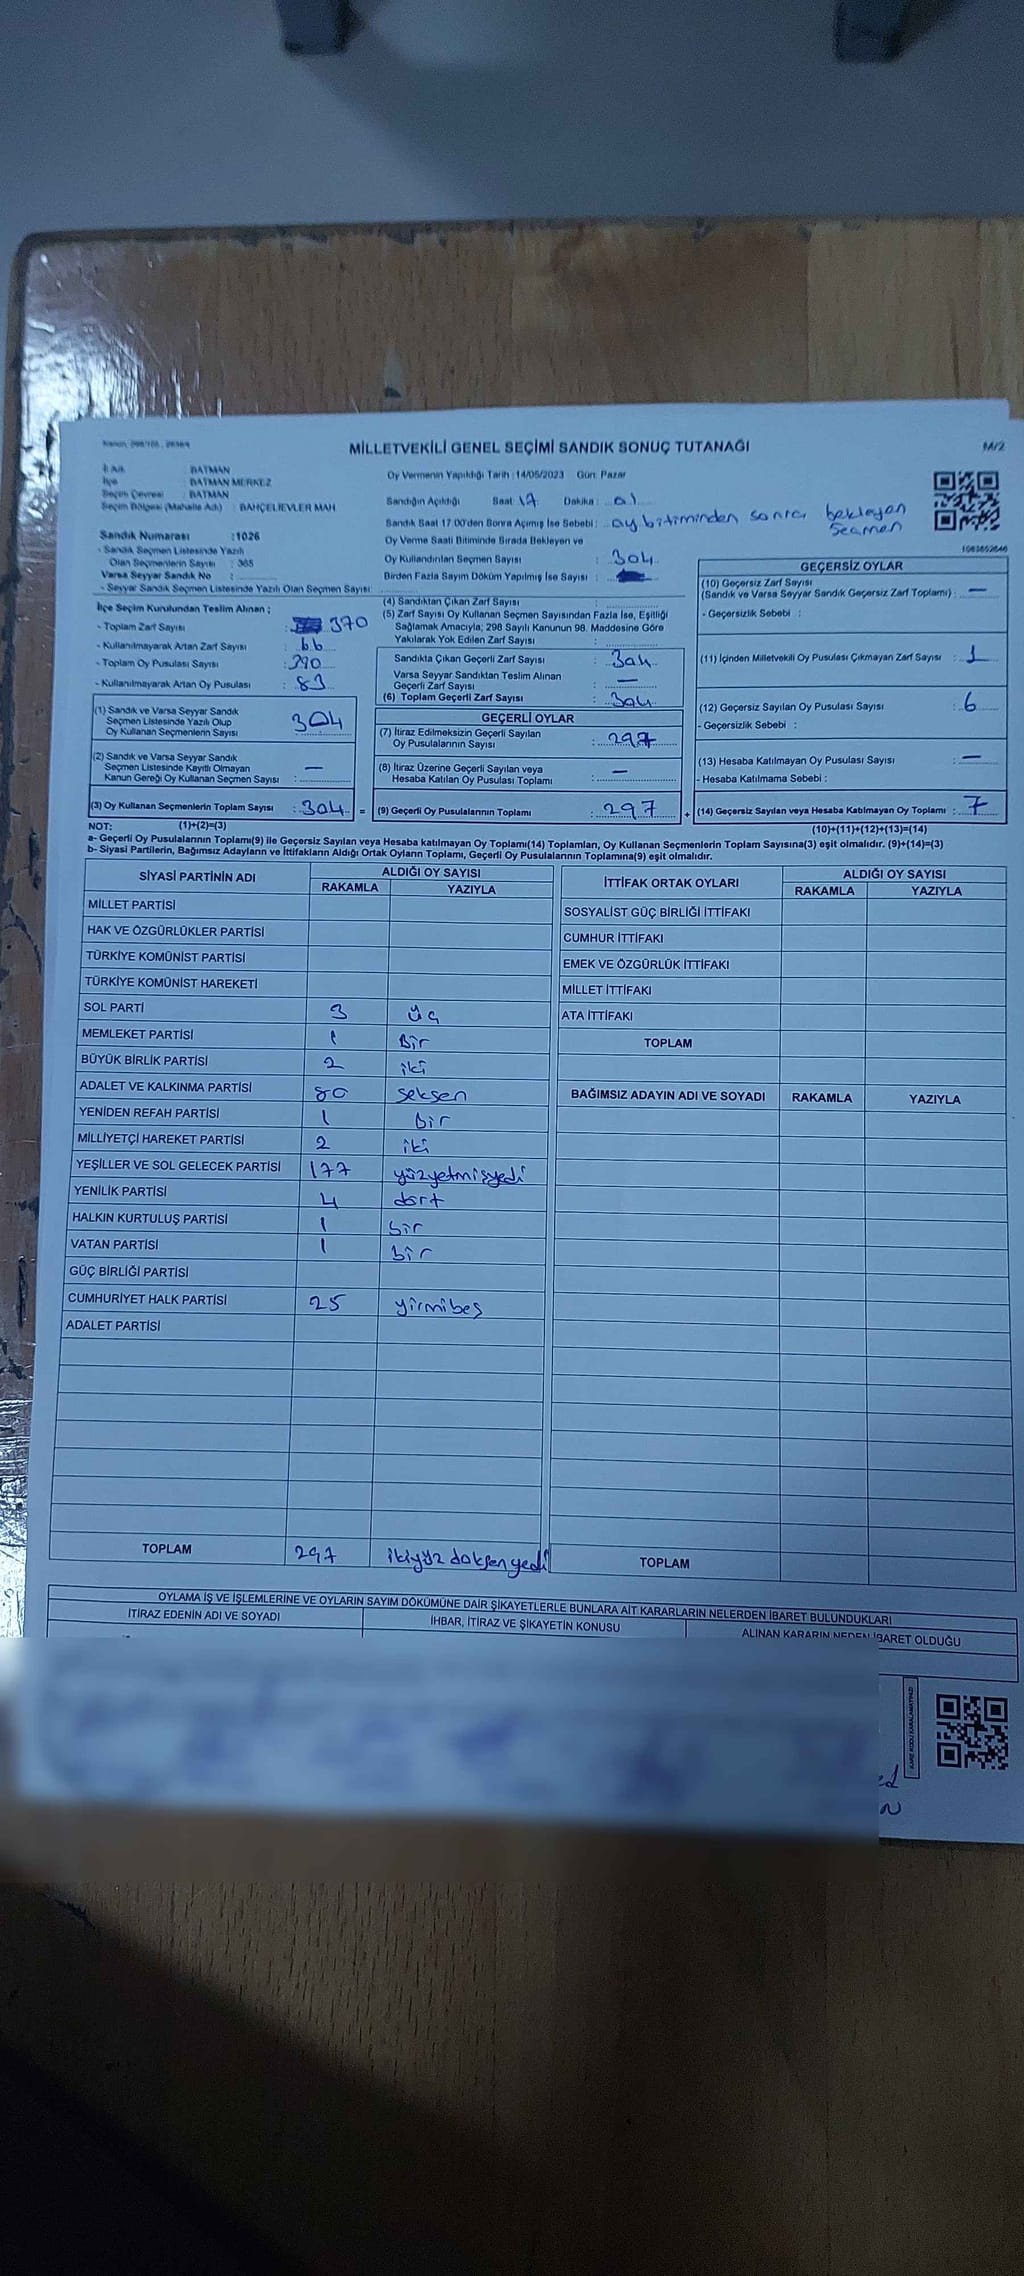 MİLLETVEKİLİ GENEL SEÇİMİ SANDIK SONUÇ TUTANAĞI
M/2
İl Adı : BATMAN
İlçe : BATMAN MERKEZ
Seçim Çevresi : BATMAN
Seçim Bölgesi (Mahalle Adı) : BAHÇELİEVLER MAH
Sandık Numarası :1026
- Sandık Seçmen Listesinde Yazılı
Olan Seçmenlerin Sayısı : 365
Varsa Seyyar Sandık No :
- Seyyar Sandık Seçmen Listesinde Yazılı Olan Seçmen Sayısı:
Oy Vermenin Yapıldığı Tarih : 14/05/2023 Gün: Pazar
Sandığın Açıldığı Saat : 17 Dakika : 01
Sandık Saat 17.00'den Sonra Açımış İse Sebebi : oy bitiminden sonra bekleyen
seçmen
Oy Verme Saati Bitiminde Sırada Bekleyen ve
Oy Kullandırılan Seçmen Sayısı : 304
Birden Fazla Sayım Döküm Yapılmış İse Sayısı :
1063852646
İlçe Seçim Kurulundan Teslim Alınan ;
- Toplam Zarf Sayısı : 370
- Kullanılmayarak Artan Zarf Sayısı : 66
- Toplam Oy Pusulası Sayısı : 390
- Kullanılmayarak Artan Oy Pusulası : 83
(1) Sandık ve Varsa Seyyar Sandık
Seçmen Listesinde Yazılı Olup
Oy Kullanan Seçmenlerin Sayısı : 304
(2) Sandık ve Varsa Seyyar Sandık
Seçmen Listesinde Kayıtlı Olmayan
Kanun Gereği Oy Kullanan Seçmen Sayısı : —
(3) Oy Kullanan Seçmenlerin Toplam Sayısı : 304 =
(4) Sandıktan Çıkan Zarf Sayısı :
(5) Zarf Sayısı Oy Kullanan Seçmen Sayısından Fazla İse, Eşitliği
Sağlamak Amacıyla; 298 Sayılı Kanunun 98. Maddesine Göre
Yakılarak Yok Edilen Zarf Sayısı :
Sandıkta Çıkan Geçerli Zarf Sayısı : 304
Varsa Seyyar Sandıktan Teslim Alınan
Geçerli Zarf Sayısı : —
(6) Toplam Geçerli Zarf Sayısı : 304
GEÇERLİ OYLAR
(7) İtiraz Edilmeksizin Geçerli Sayılan
Oy Pusulalarının Sayısı : 297
(8) İtiraz Üzerine Geçerli Sayılan veya
Hesaba Katılan Oy Pusulası Toplamı : —
(9) Geçerli Oy Pusulalarının Toplamı : 297 +
GEÇERSİZ OYLAR
(10) Geçersiz Zarf Sayısı
(Sandık ve Varsa Seyyar Sandık Geçersiz Zarf Toplamı) : —
- Geçersizlik Sebebi :
(11) İçinden Milletvekili Oy Pusulası Çıkmayan Zarf Sayısı : 1
(12) Geçersiz Sayılan Oy Pusulası Sayısı : 6
- Geçersizlik Sebebi :
(13) Hesaba Katılmayan Oy Pusulası Sayısı : —
- Hesaba Katılmama Sebebi :
(14) Geçersiz Sayılan veya Hesaba Katılmayan Oy Toplamı : 7
NOT: (1)+(2)=(3) (10)+(11)+(12)+(13)=(14)
a- Geçerli Oy Pusulalarının Toplamı(9) ile Geçersiz Sayılan veya Hesaba katılmayan Oy Toplamı(14) Toplamları, Oy Kullanan Seçmenlerin Toplam Sayısına(3) eşit olmalıdır. (9)+(14)=(3)
b- Siyasi Partilerin, Bağımsız Adayların ve İttifakların Aldığı Ortak Oyların Toplamı, Geçerli Oy Pusulalarının Toplamına(9) eşit olmalıdır.
SİYASİ PARTİNİN ADI ALDIĞI OY SAYISI
RAKAMLA YAZIYLA
MİLLET PARTİSİ
HAK VE ÖZGÜRLÜKLER PARTİSİ
TÜRKİYE KOMÜNİST PARTİSİ
TÜRKİYE KOMÜNİST HAREKETİ
SOL PARTİ 3 üç
MEMLEKET PARTİSİ 1 Bir
BÜYÜK BİRLİK PARTİSİ 2 iki
ADALET VE KALKINMA PARTİSİ 80 seksen
YENİDEN REFAH PARTİSİ 1 bir
MİLLİYETÇİ HAREKET PARTİSİ 2 iki
YEŞİLLER VE SOL GELECEK PARTİSİ 177 yüzyetmişyedi
YENİLİK PARTİSİ 4 dört
HALKIN KURTULUŞ PARTİSİ 1 bir
VATAN PARTİSİ 1 bir
GÜÇ BİRLİĞİ PARTİSİ
CUMHURİYET HALK PARTİSİ 25 yirmibeş
ADALET PARTİSİ
TOPLAM 297 ikiyüz doksen yedi
İTTİFAK ORTAK OYLARI ALDIĞI OY SAYISI
RAKAMLA YAZIYLA
SOSYALİST GÜÇ BİRLİĞİ İTTİFAKI
CUMHUR İTTİFAKI
EMEK VE ÖZGÜRLÜK İTTİFAKI
MİLLET İTTİFAKI
ATA İTTİFAKI
TOPLAM
BAĞIMSIZ ADAYIN ADI VE SOYADI RAKAMLA YAZIYLA
TOPLAM
OYLAMA İŞ VE İŞLEMLERİNE VE OYLARIN SAYIM DÖKÜMÜNE DAİR ŞİKAYETLERLE BUNLARA AİT KARARLARIN NELERDEN İBARET BULUNDUKLARI
İTİRAZ EDENİN ADI VE SOYADI İHBAR, İTİRAZ VE ŞİKAYETİN KONUSU ALINAN KARARIN NEDEN İBARET OLDUĞU